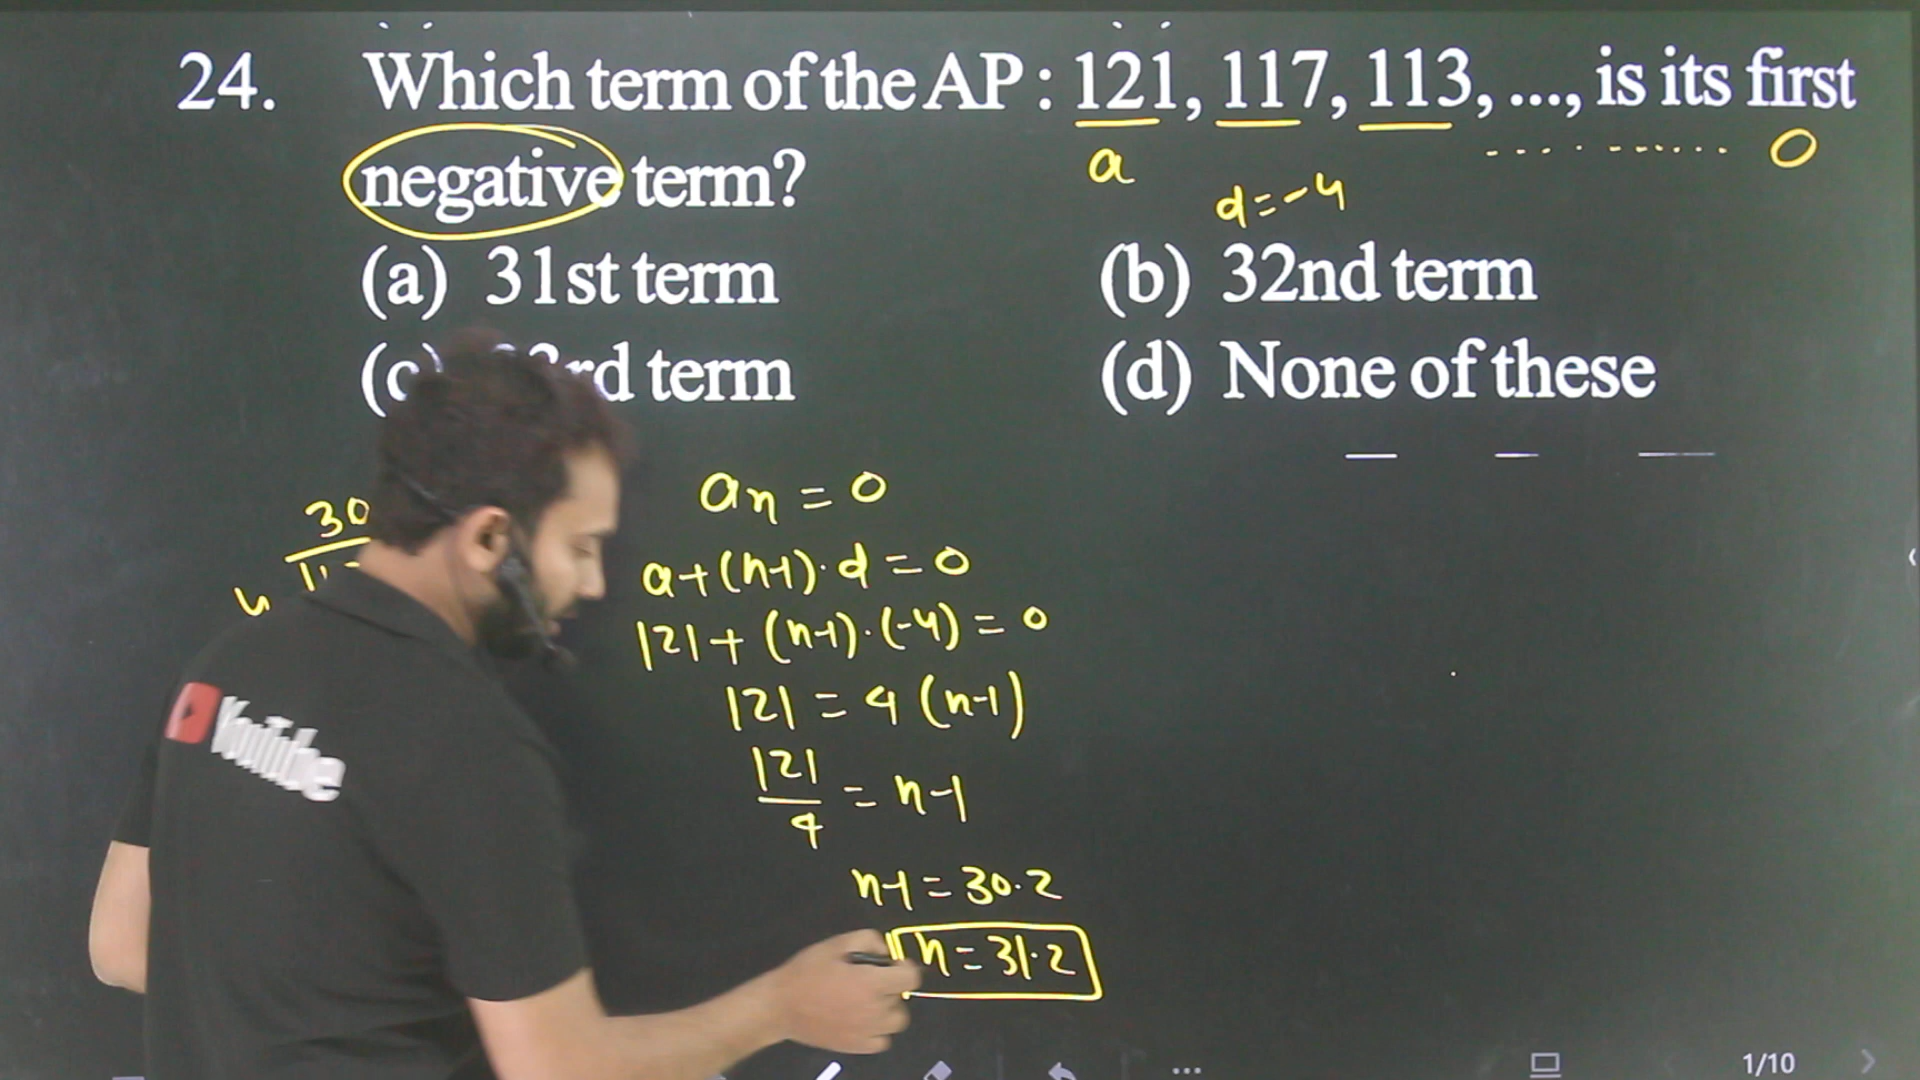 24. Which term of the AP : 121, 117, 113, ..., is its first
a
0
negative term?
d=-4
(a) 31st term
(b) 32nd term
rd term
(d) None of these
an = 0
30
a+(n-1)·d = 0
4
121 + (n-1)·(-4) = 0
121 = 4 (n-1)
YouTube
121/4 = n-1
n-1 = 30.2
n = 31.2
1/10